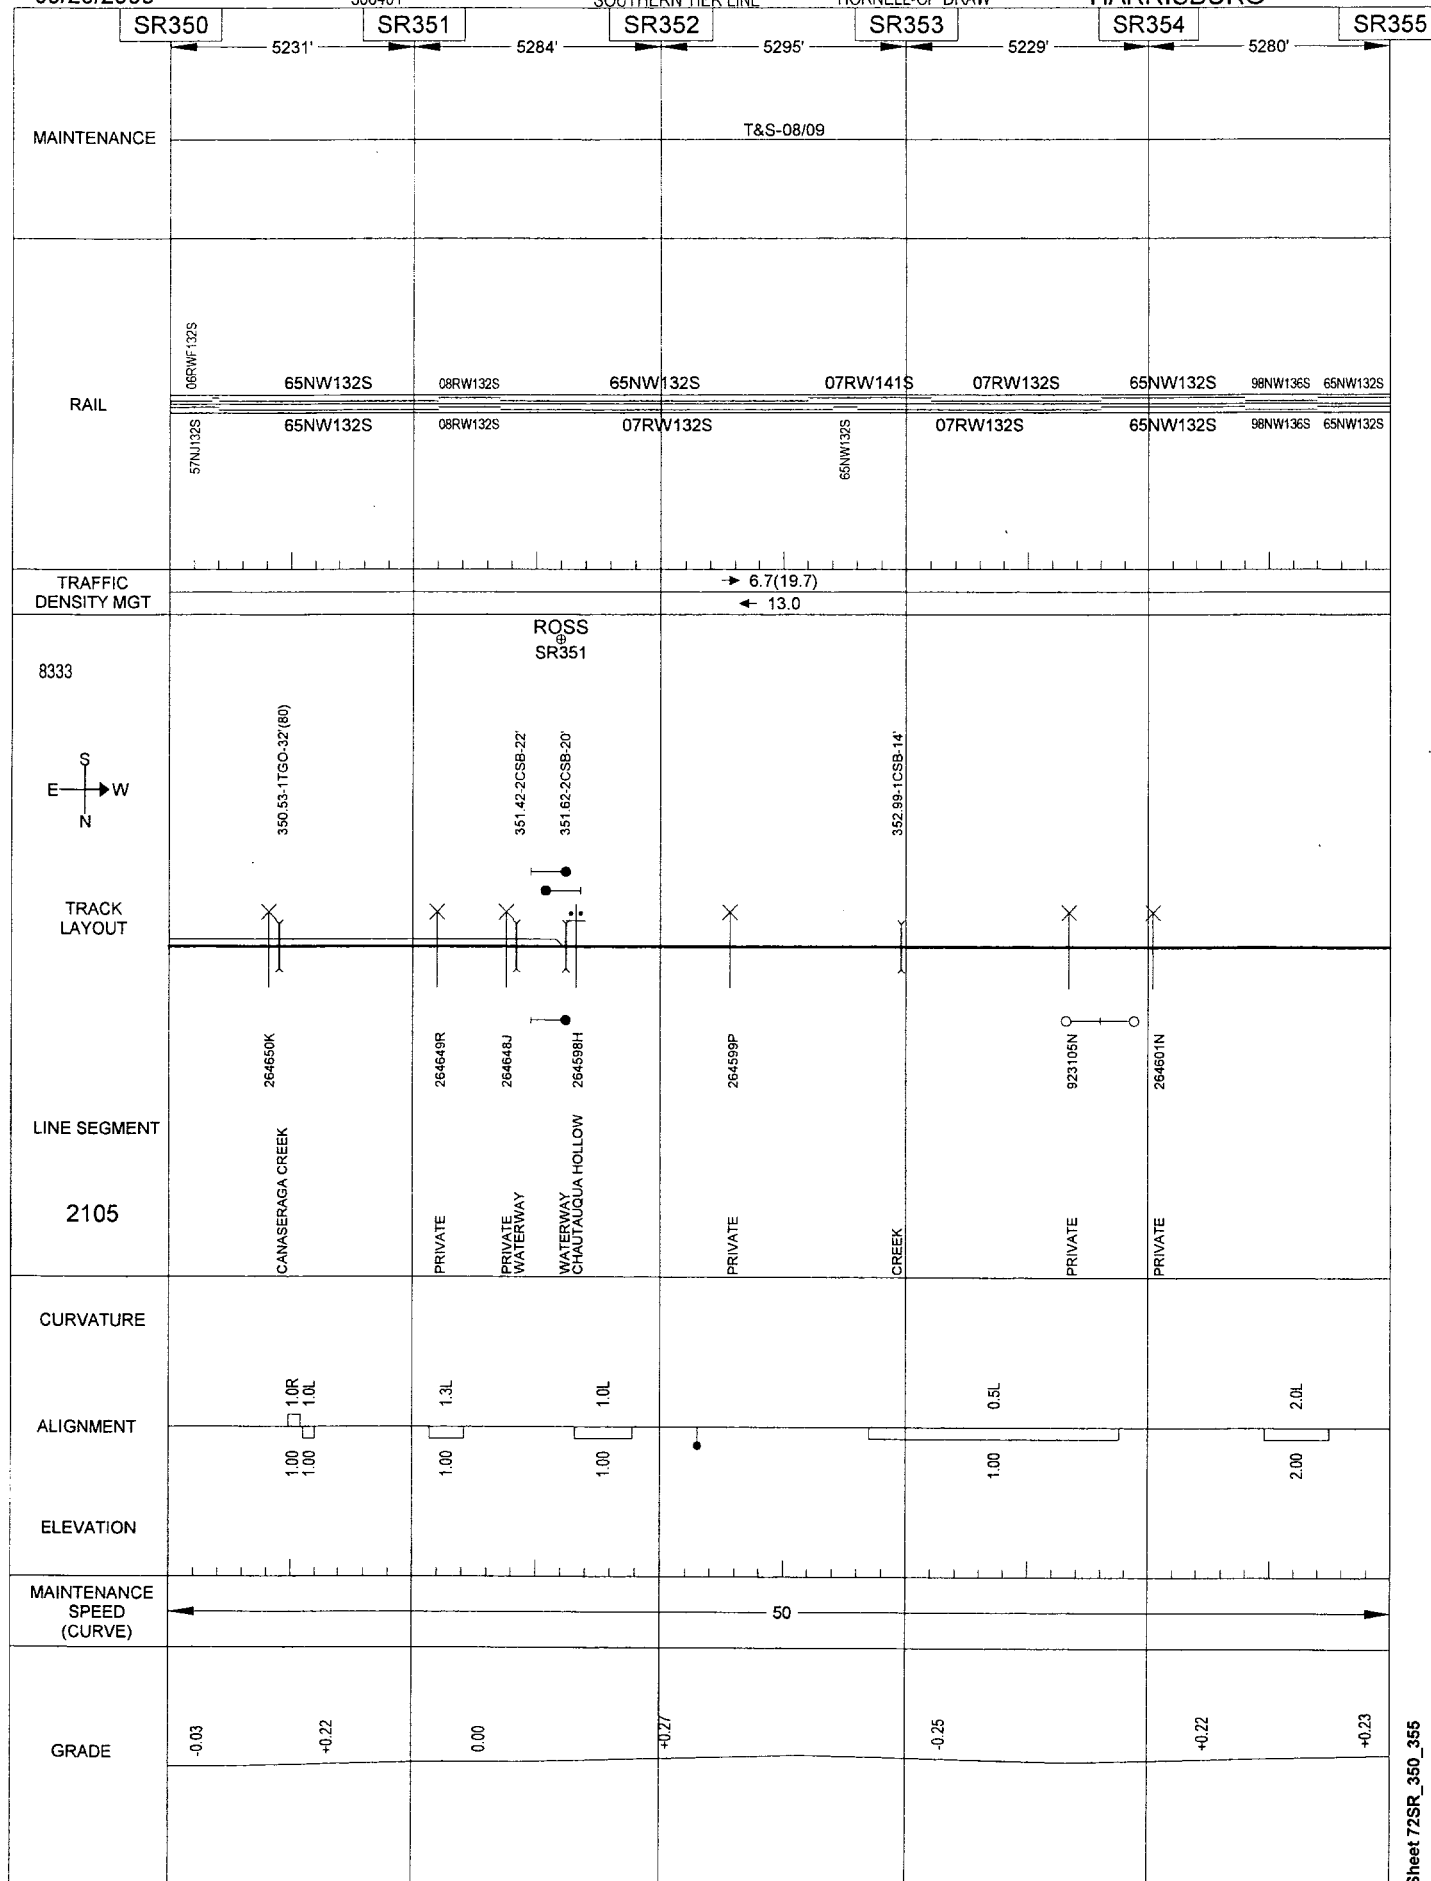 SOUTHERN TIER LINE
HARRISBURG
SR350 SR351 SR352 SR353 SR354 SR355
5231' 5284' 5295' 5229' 5280'
MAINTENANCE
T&S-08/09
RAIL
06RWF132S
65NW132S 08RW132S 65NW132S 07RW141S 07RW132S 65NW132S 98NW136S 65NW132S
65NW132S 08RW132S 07RW132S 07RW132S 65NW132S 98NW136S 65NW132S
57NJ132S
65NW132S
TRAFFIC
DENSITY MGT
6.7(19.7)
13.0
ROSS
SR351
8333
S
E W
N
350.53-1TGO-32'(80)
351.42-2CSB-22'
351.62-2CSB-20'
352.99-1CSB-14'
TRACK
LAYOUT
264650K
264649R
264648J
264598H
264599P
923105N
264601N
LINE SEGMENT
2105
CANASERAGA CREEK
PRIVATE
PRIVATE
WATERWAY
WATERWAY
CHAUTAUQUA HOLLOW
PRIVATE
CREEK
PRIVATE
PRIVATE
CURVATURE
1.0R
1.0L
1.3L
1.0L
0.5L
2.0L
ALIGNMENT
1.00
1.00
1.00
1.00
1.00
2.00
ELEVATION
MAINTENANCE
SPEED
(CURVE)
50
GRADE
-0.03
+0.22
0.00
+0.27
-0.25
+0.22
+0.23
Sheet 72SR_350_355